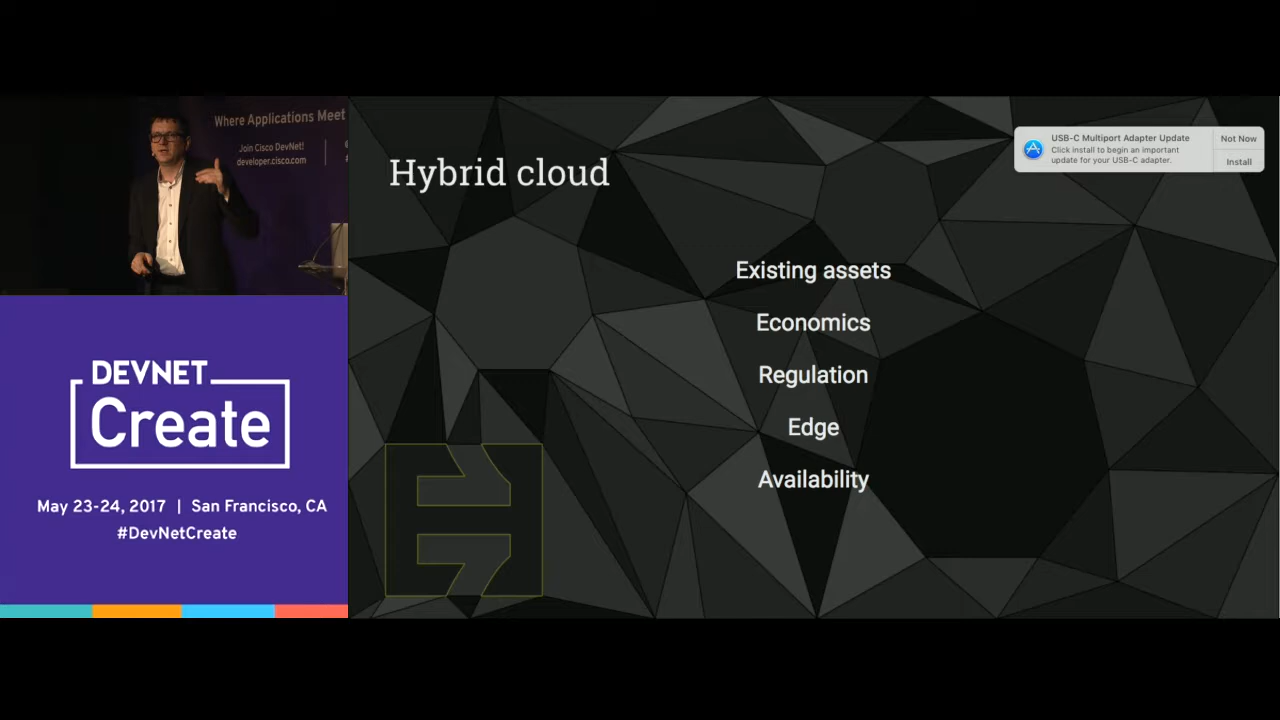 Where Applications Meet
Join Cisco DevNet!
developer.cisco.com
DEVNET
Create
May 23-24, 2017 | San Francisco, CA
#DevNetCreate
Hybrid cloud
Existing assets
Economics
Regulation
Edge
Availability
USB-C Multiport Adapter Update
Click install to begin an important
update for your USB-C adapter.
Not Now
Install